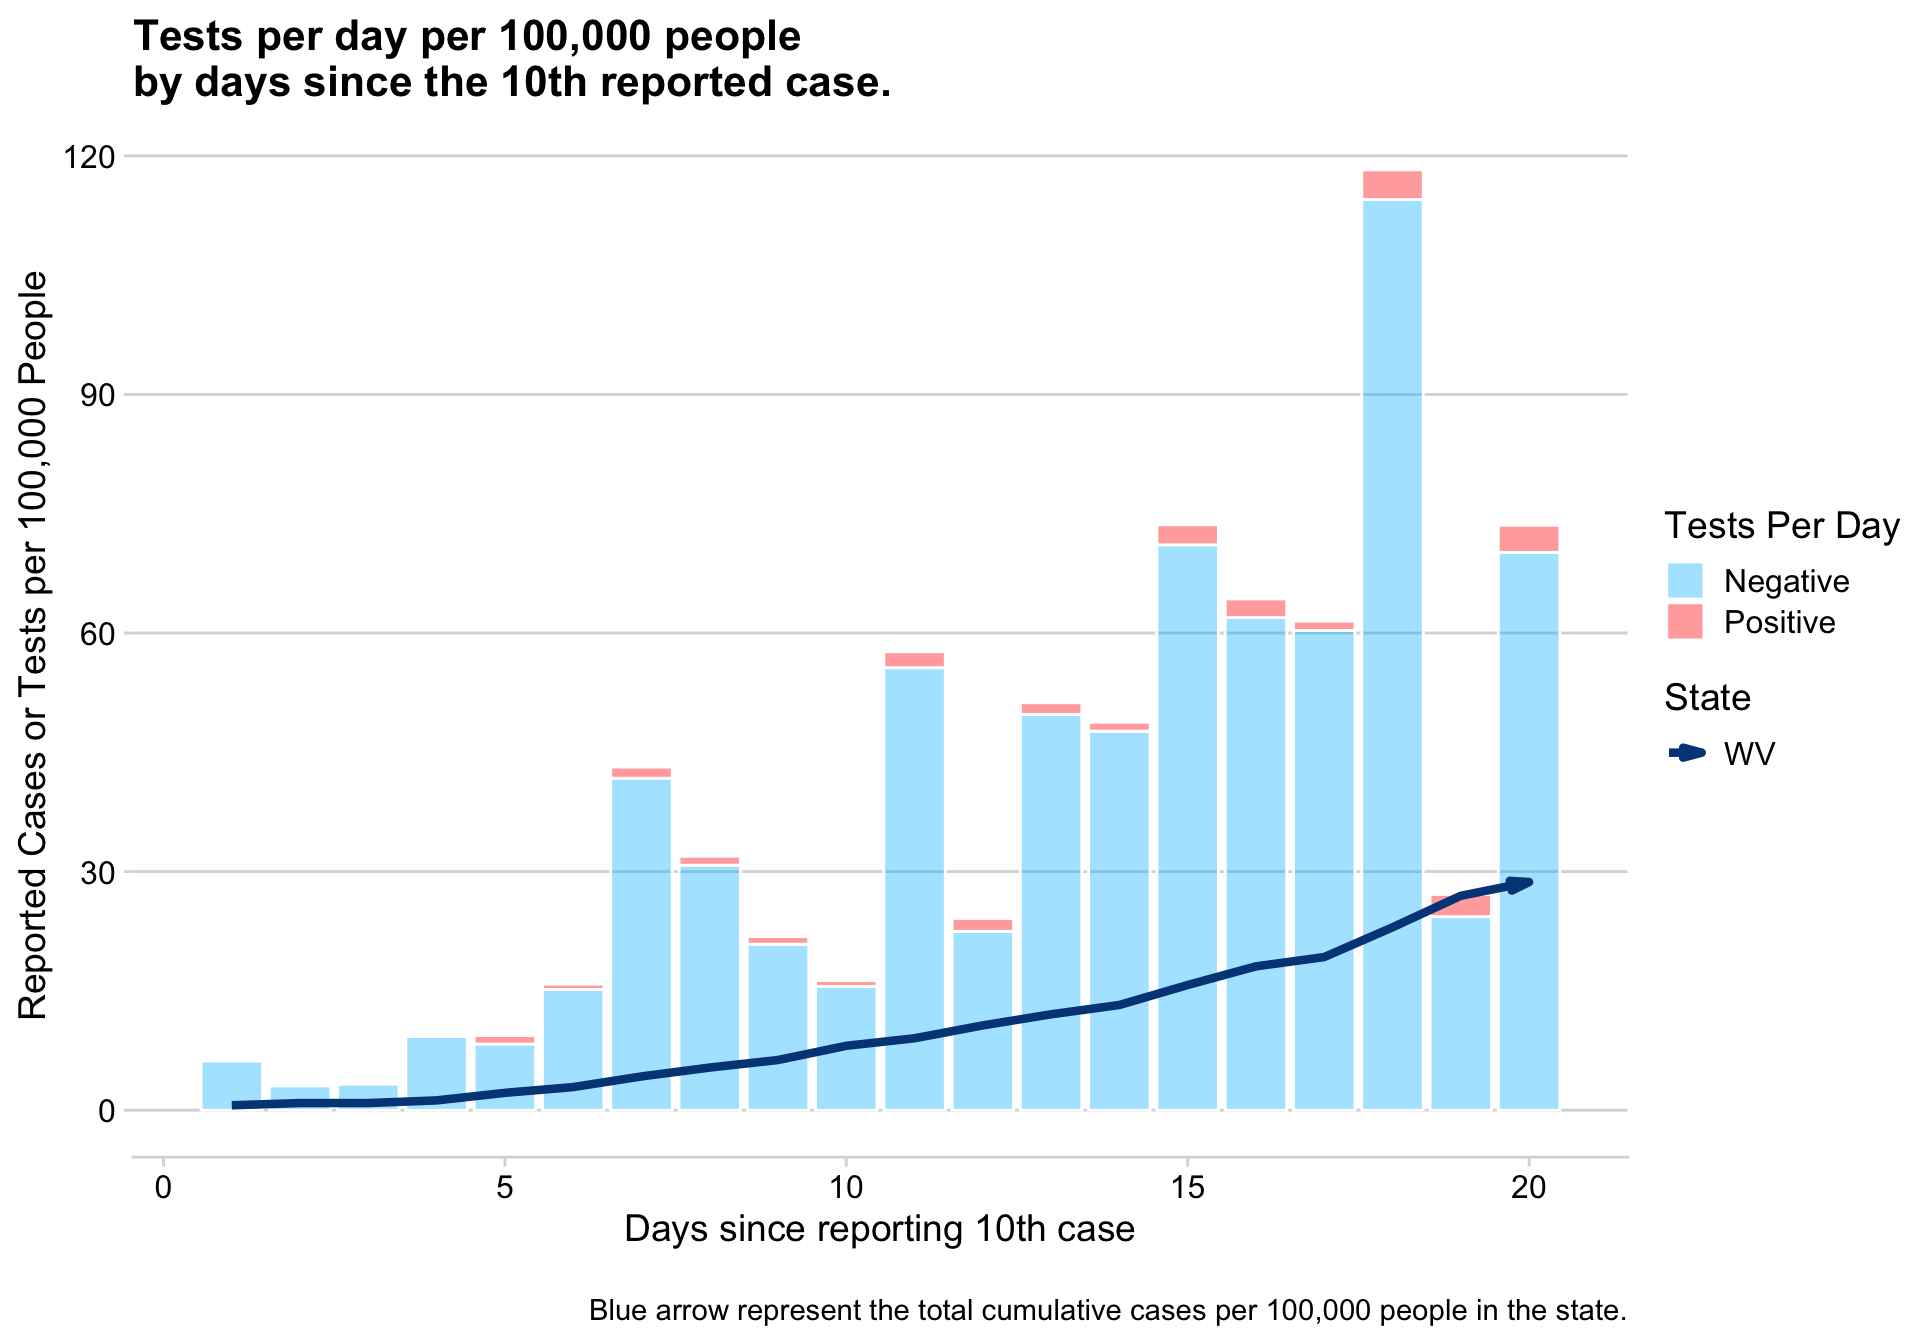 Tests per day per 100,000 people
by days since the 10th reported case.
Reported Cases or Tests per 100,000 People
120
90
60
30
0
0 5 10 15 20
Days since reporting 10th case
Tests Per Day
Negative
Positive
State
WV
Blue arrow represent the total cumulative cases per 100,000 people in the state.